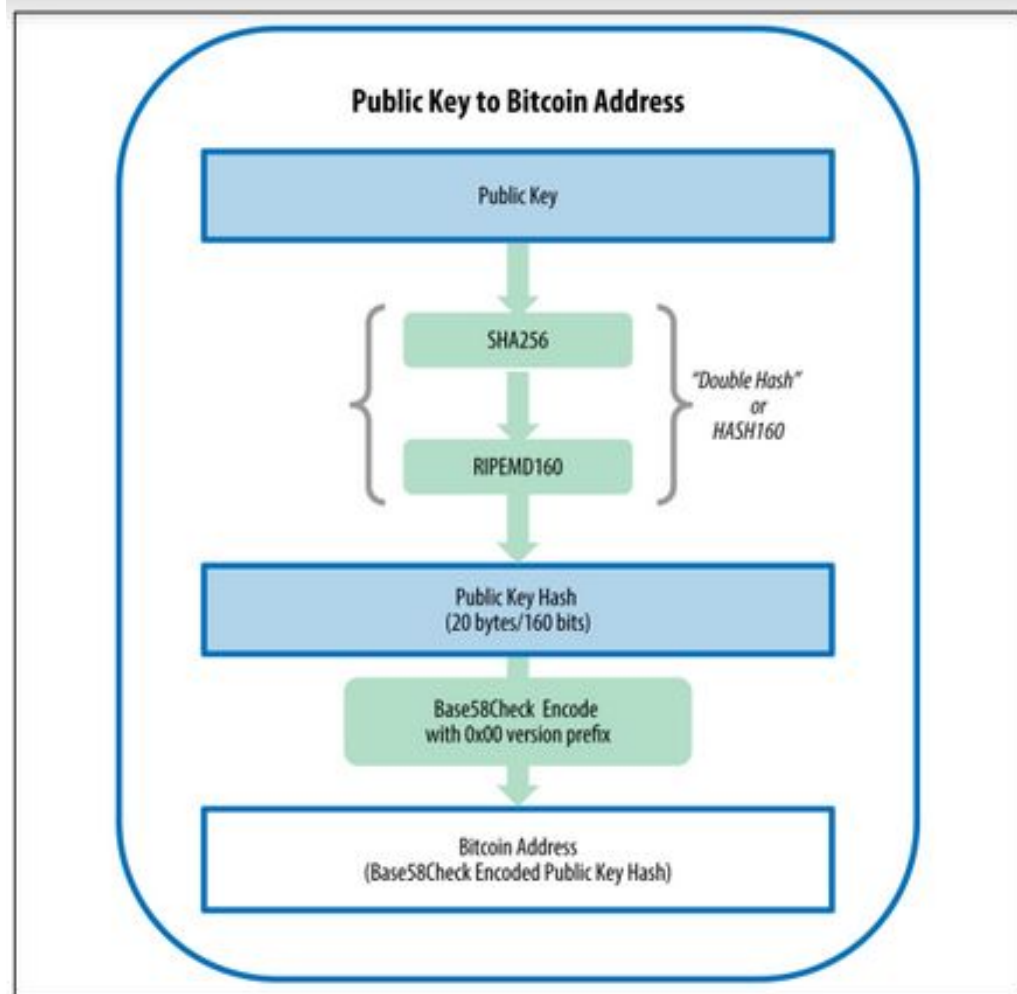 Public Key to Bitcoin Address
Public Key
SHA256
RIPEMD160
“Double Hash”
or
HASH160
Public Key Hash
(20 bytes/160 bits)
Base58Check Encode
with 0x00 version prefix
Bitcoin Address
(Base58Check Encoded Public Key Hash)